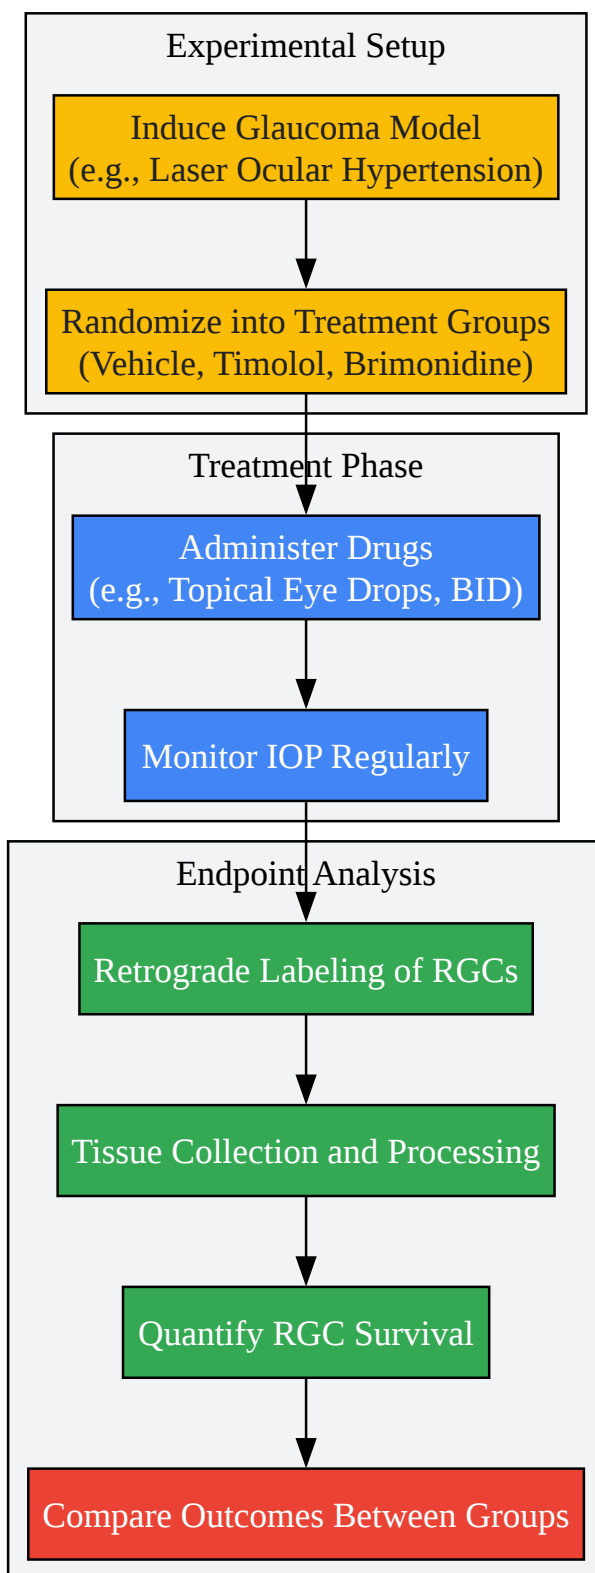 Experimental Setup
Induce Glaucoma Model
(e.g., Laser Ocular Hypertension)
Randomize into Treatment Groups
(Vehicle, Timolol, Brimonidine)
Treatment Phase
Administer Drugs
(e.g., Topical Eye Drops, BID)
Monitor IOP Regularly
Endpoint Analysis
Retrograde Labeling of RGCs
Tissue Collection and Processing
Quantify RGC Survival
Compare Outcomes Between Groups